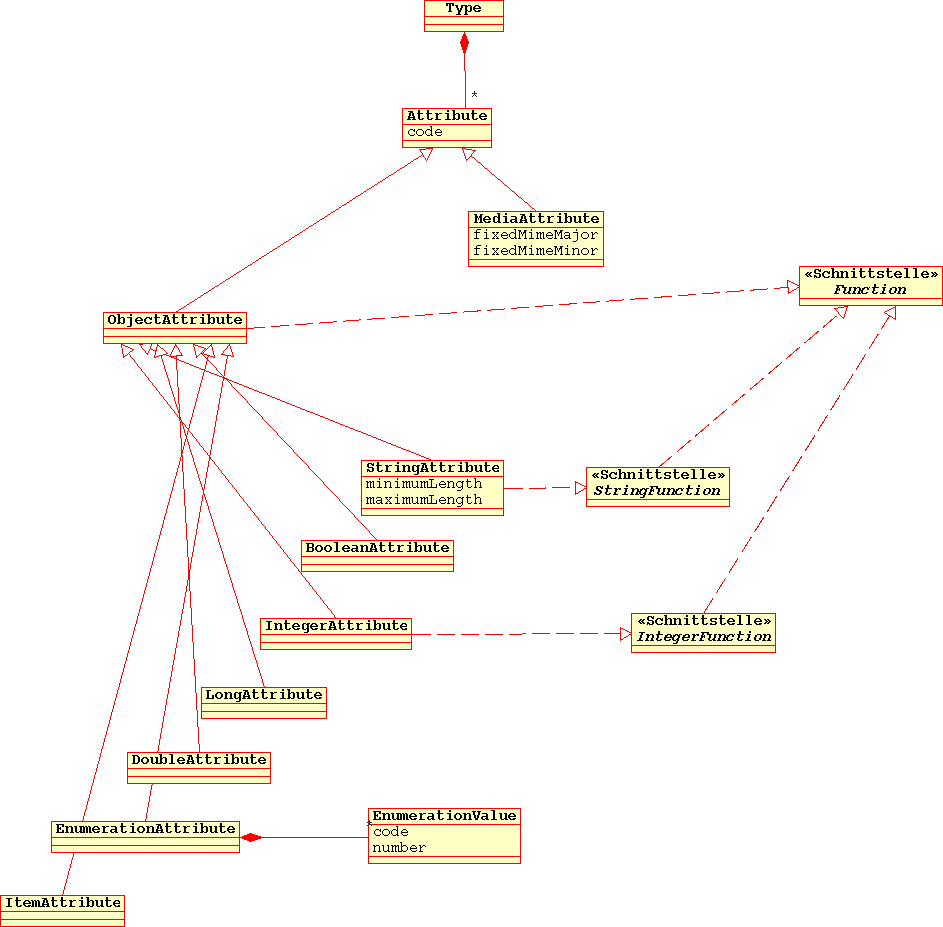 Type
*
Attribute
code
MediaAttribute
fixedMimeMajor
fixedMimeMinor
«Schnittstelle»
Function
ObjectAttribute
StringAttribute
minimumLength
maximumLength
«Schnittstelle»
StringFunction
BooleanAttribute
IntegerAttribute
«Schnittstelle»
IntegerFunction
LongAttribute
DoubleAttribute
EnumerationAttribute
*
EnumerationValue
code
number
ItemAttribute